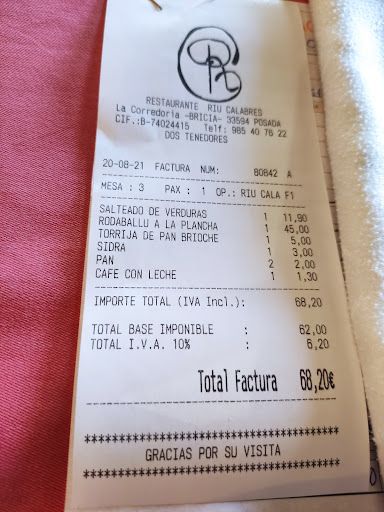 RESTAURANTE RIU CALABRES
La Corredoria -BRICIA- 33594 POSADA
CIF.:B-74024415 Telf: 985 40 76 22
DOS TENEDORES
20-08-21 FACTURA NUM: 80842 A
MESA : 3 PAX : 1 OP.: RIU CALA F1
SALTEADO DE VERDURAS 1 11,90
RODABALLU A LA PLANCHA 1 45,00
TORRIJA DE PAN BRIOCHE 1 5,00
SIDRA 1 3,00
PAN 2 2,00
CAFE CON LECHE 1 1,30
IMPORTE TOTAL (IVA Incl.): 68,20
TOTAL BASE IMPONIBLE : 62,00
TOTAL I.V.A. 10% : 6,20
Total Factura 68,20€
***********************************
GRACIAS POR SU VISITA
***********************************